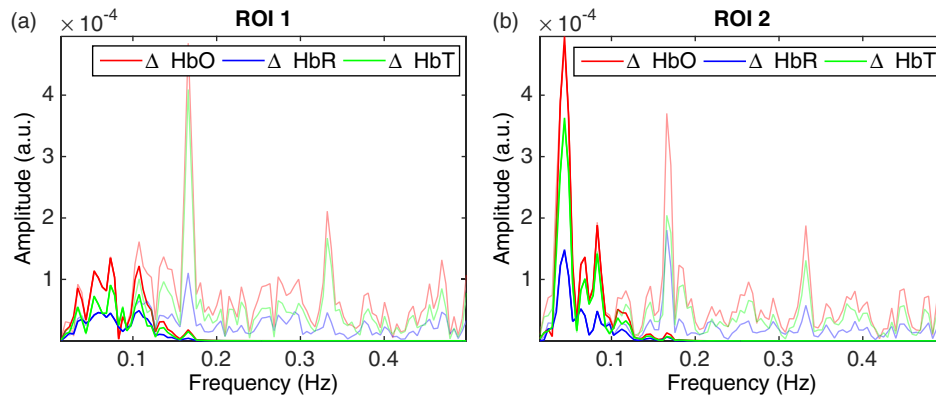 (a) × 10⁻⁴ ROI 1
Δ HbO Δ HbR Δ HbT
4
3
2
1
Amplitude (a.u.)
0.1 0.2 0.3 0.4
Frequency (Hz)
(b) × 10⁻⁴ ROI 2
Δ HbO Δ HbR Δ HbT
4
3
2
1
Amplitude (a.u.)
0.1 0.2 0.3 0.4
Frequency (Hz)